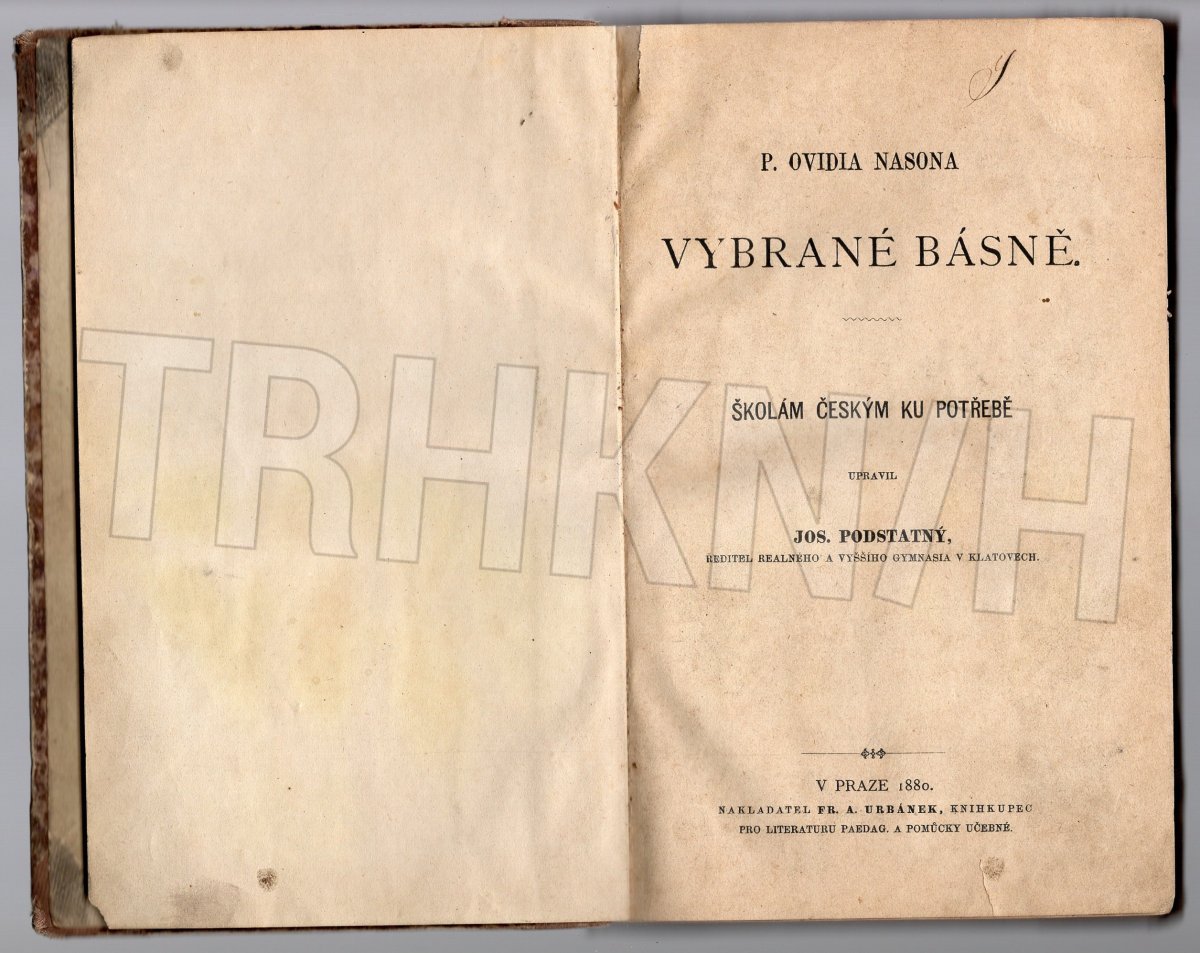 P. OVIDIA NASONA
VYBRANÉ BÁSNĚ.
ŠKOLÁM ČESKÝM KU POTŘEBĚ
UPRAVIL
JOS. PODSTATNÝ,
ŘEDITEL REALNÉHO A VYŠŠÍHO GYMNASIA V KLATOVECH.
V PRAZE 1880.
NAKLADATEL FR. A. URBÁNEK, KNIHKUPEC
PRO LITERATURU PAEDAG. A POMŮCKY UČEBNÉ.
TRHKNIH